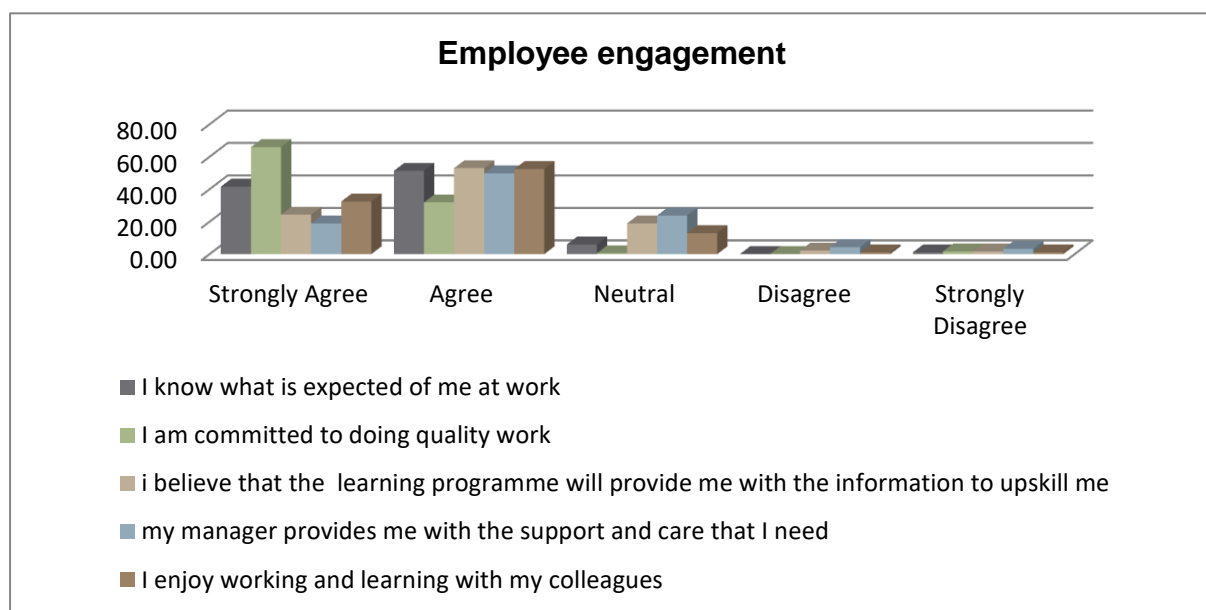 Employee engagement
80.00
60.00
40.00
20.00
0.00
Strongly Agree
Agree
Neutral
Disagree
Strongly
Disagree
I know what is expected of me at work
I am committed to doing quality work
i believe that the  learning programme will provide me with the information to upskill me
my manager provides me with the support and care that I need
I enjoy working and learning with my colleagues